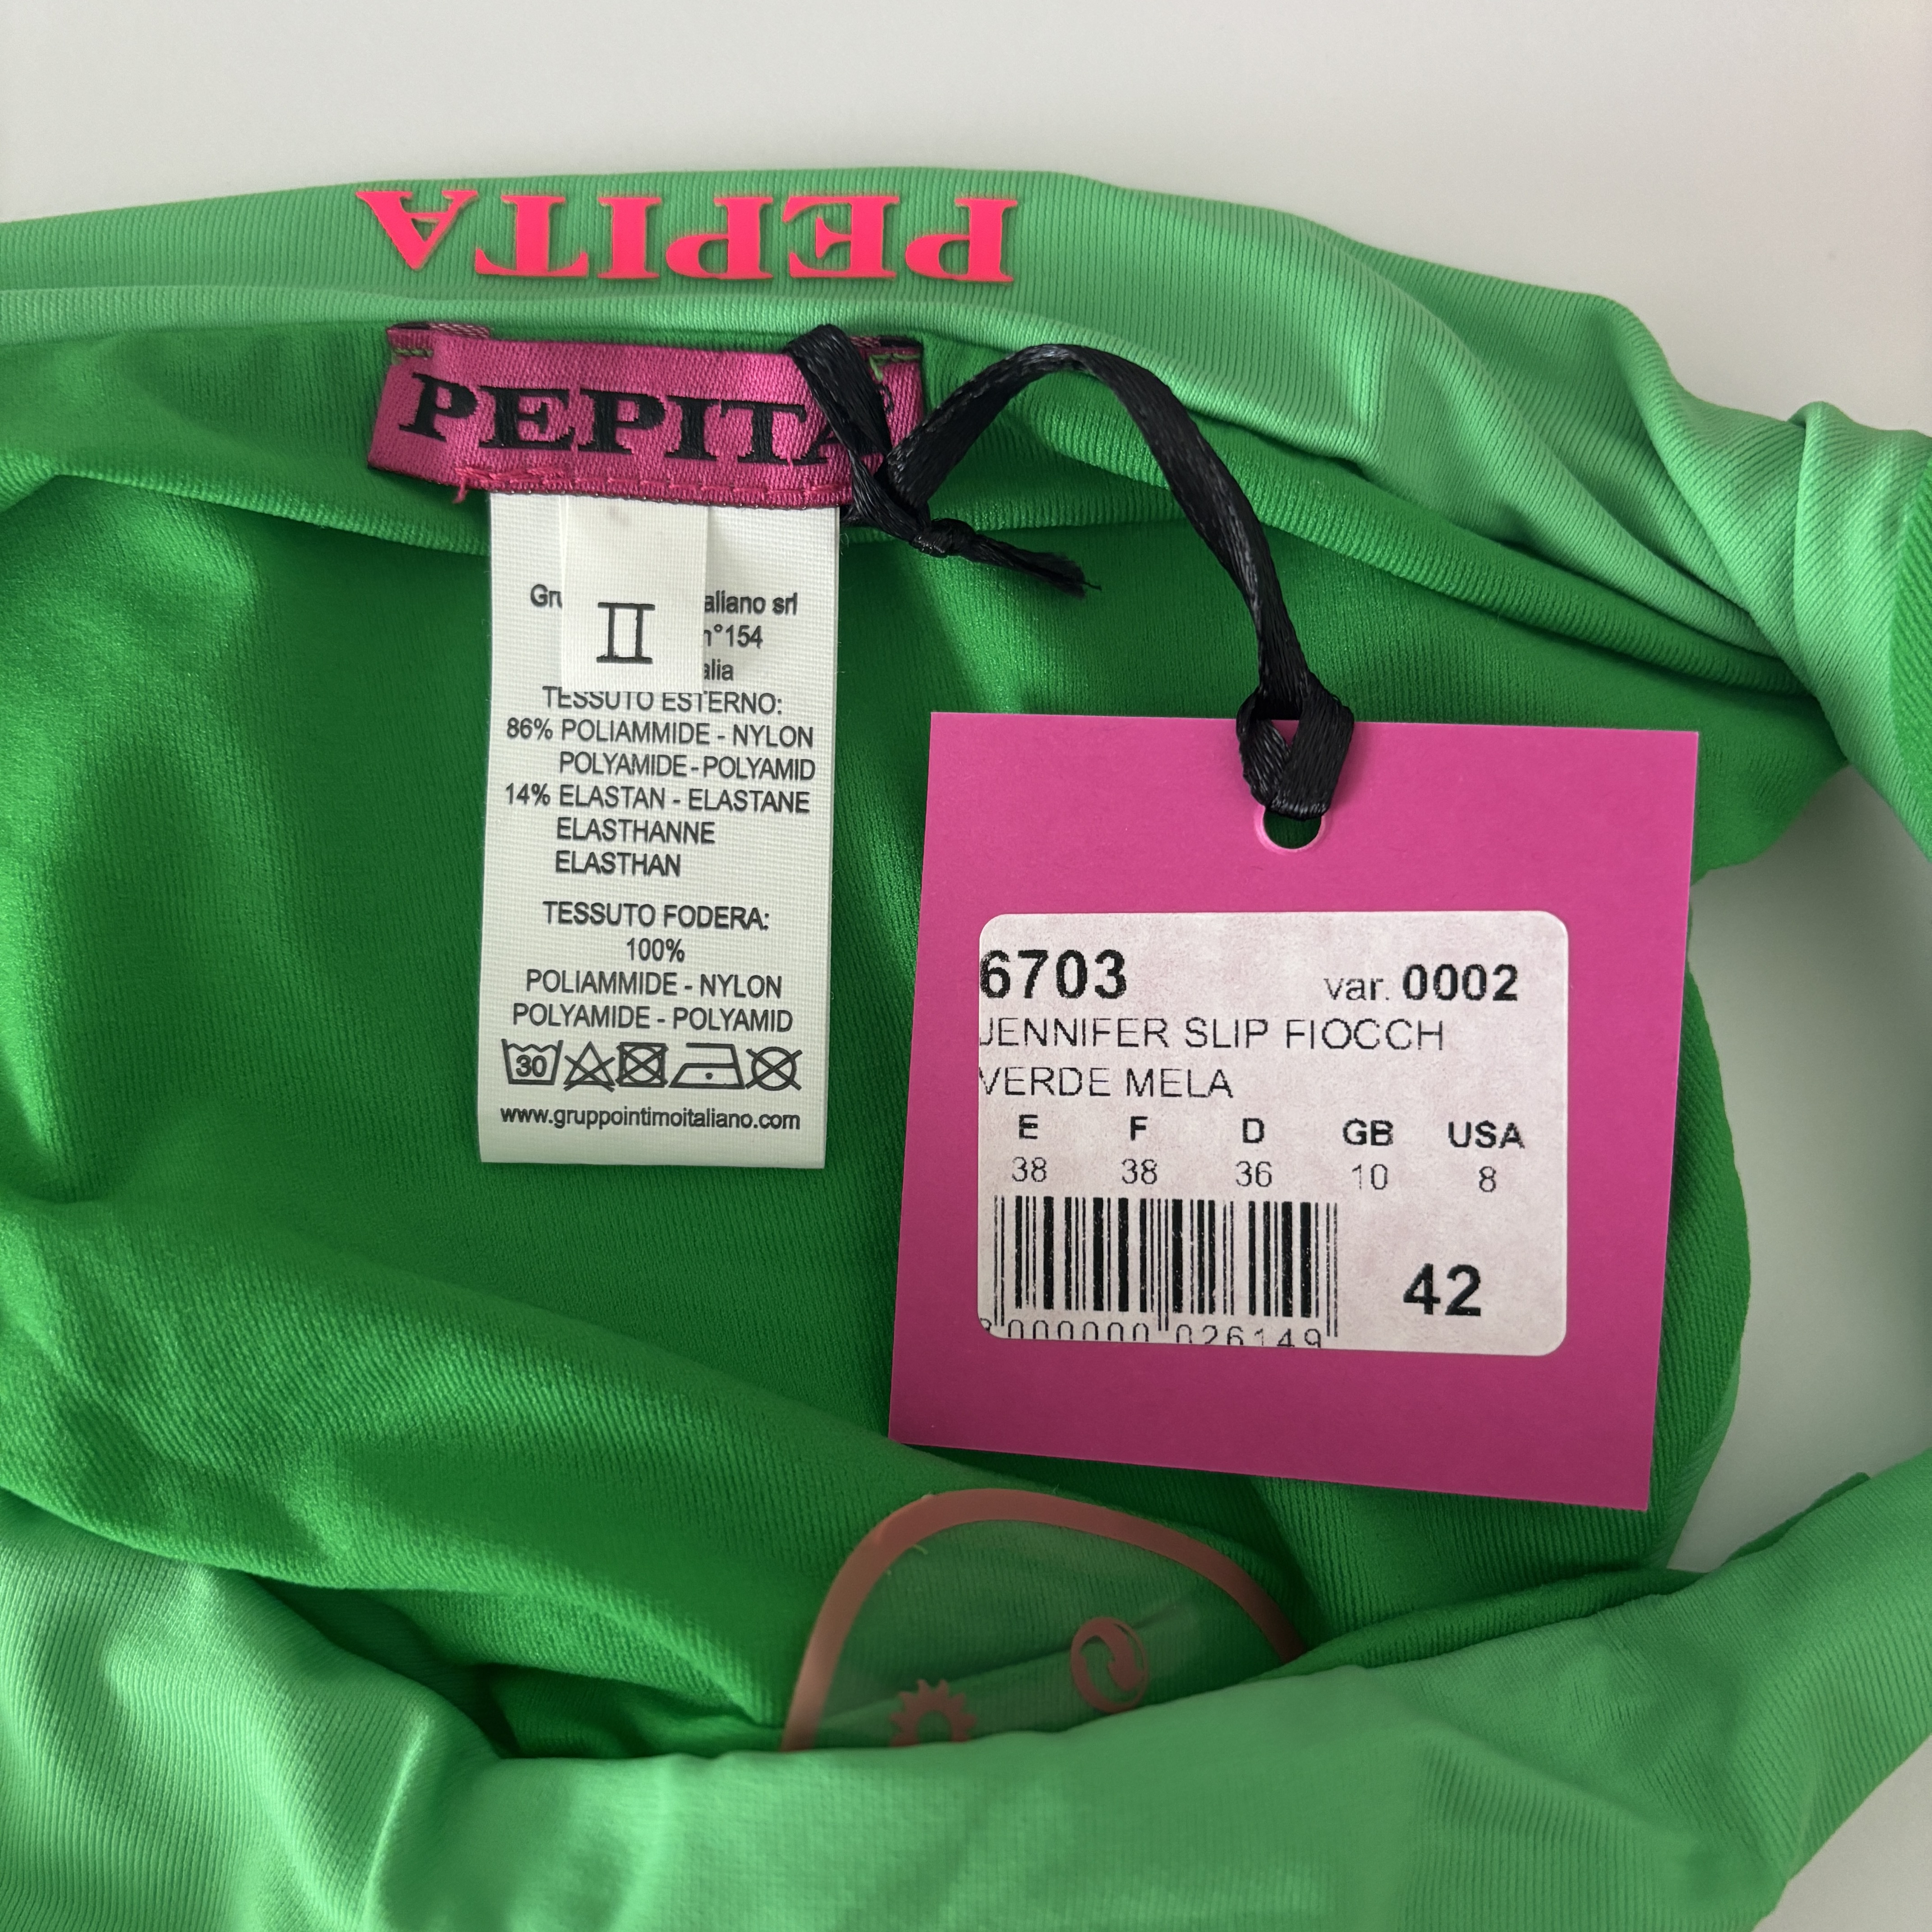 PEPITA
PEPITA
II
aliano srl
n°154
TESSUTO ESTERNO:
86% POLIAMMIDE - NYLON
POLYAMIDE - POLYAMID
14% ELASTAN - ELASTANE
ELASTHANNE
ELASTHAN
TESSUTO FODERA:
100%
POLIAMMIDE - NYLON
POLYAMIDE - POLYAMID
30
www.gruppointimoitaliano.com
6703 var. 0002
JENNIFER SLIP FIOCCH
VERDE MELA
E F D GB USA
38 38 36 10 8
42
000000 026149